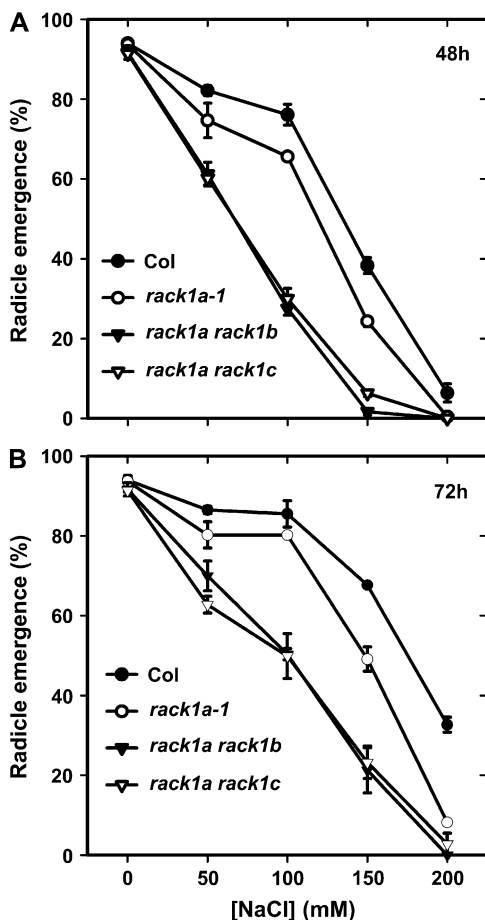 A
100
48h
80
60
40
20
0
Radicle emergence (%)
Col
rack1a-1
rack1a rack1b
rack1a rack1c
B
100
72h
80
60
40
20
0
Radicle emergence (%)
Col
rack1a-1
rack1a rack1b
rack1a rack1c
0 50 100 150 200
[NaCl] (mM)